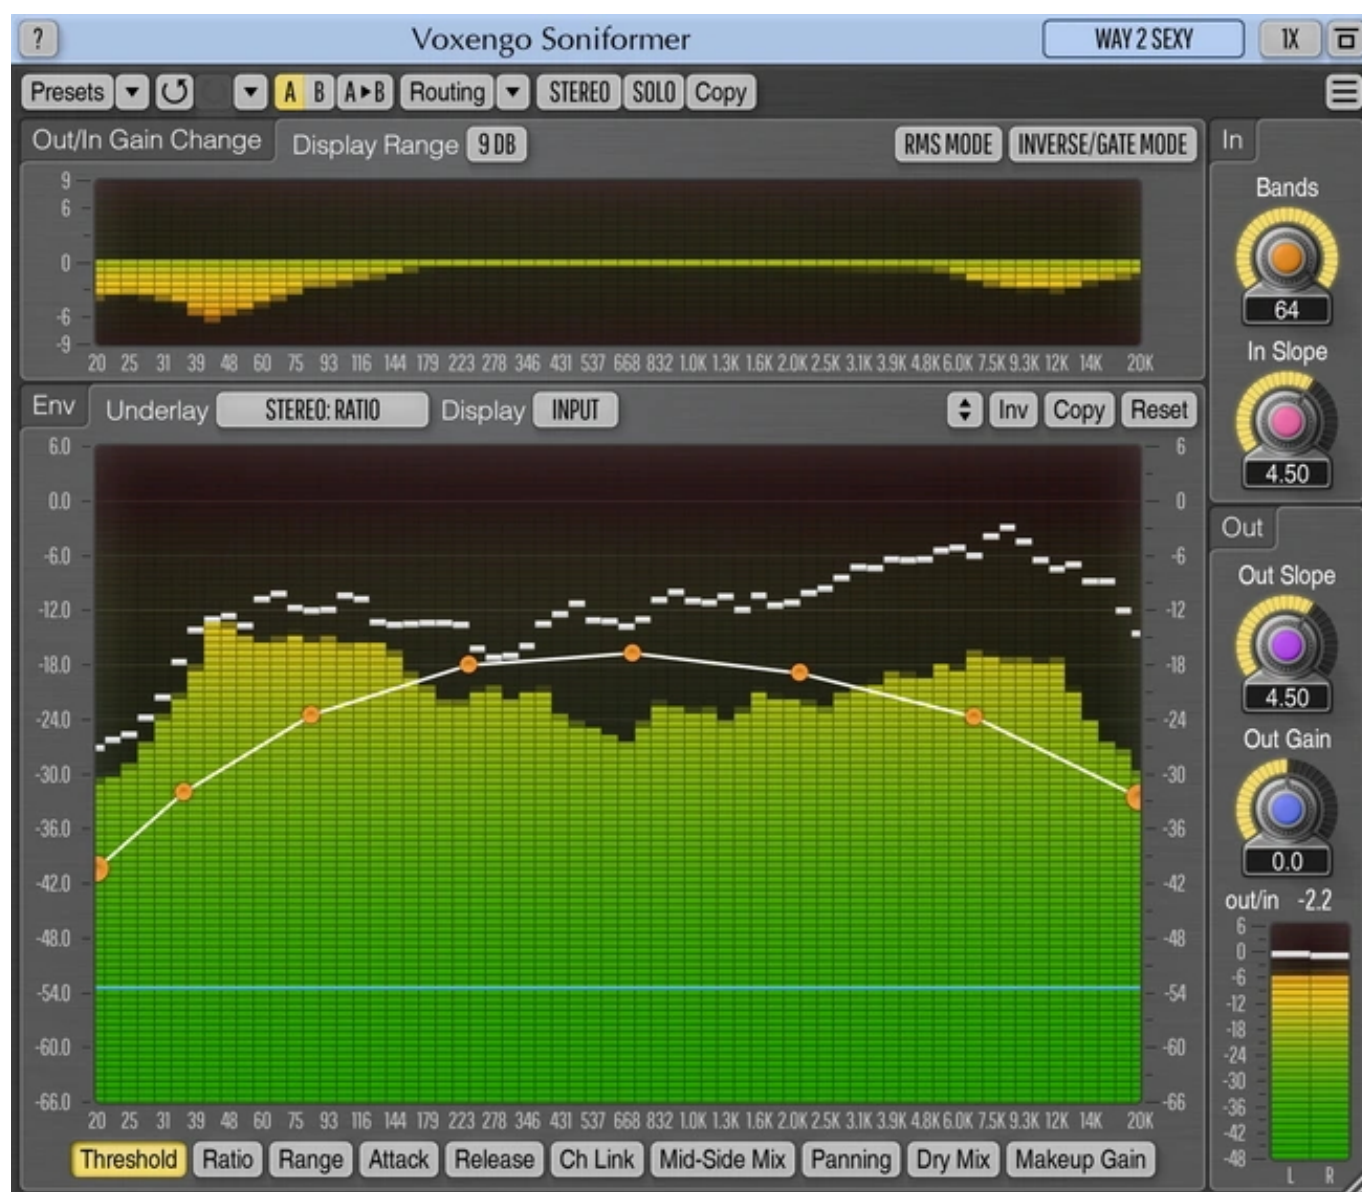 ? Voxengo Soniformer WAY 2 SEXY 1X
Presets A B A▸B Routing STEREO SOLO Copy
Out/In Gain Change Display Range 9 DB RMS MODE INVERSE/GATE MODE In
9
6
0
-6
-9
20 25 31 39 48 60 75 93 116 144 179 223 278 346 431 537 668 832 1.0K 1.3K 1.6K 2.0K 2.5K 3.1K 3.9K 4.8K 6.0K 7.5K 9.3K 12K 14K 20K
Bands
64
In Slope
4.50
Env Underlay STEREO: RATIO Display INPUT Inv Copy Reset
6.0 6
0.0 0
-6.0 -6
-12.0 -12
-18.0 -18
-24.0 -24
-30.0 -30
-36.0 -36
-42.0 -42
-48.0 -48
-54.0 -54
-60.0 -60
-66.0 -66
20 25 31 39 48 60 75 93 116 144 179 223 278 346 431 537 668 832 1.0K 1.3K 1.6K 2.0K 2.5K 3.1K 3.9K 4.8K 6.0K 7.5K 9.3K 12K 14K 20K
Threshold Ratio Range Attack Release Ch Link Mid-Side Mix Panning Dry Mix Makeup Gain
Out
Out Slope
4.50
Out Gain
0.0
out/in -2.2
6
0
-6
-12
-18
-24
-30
-36
-42
-48
L R